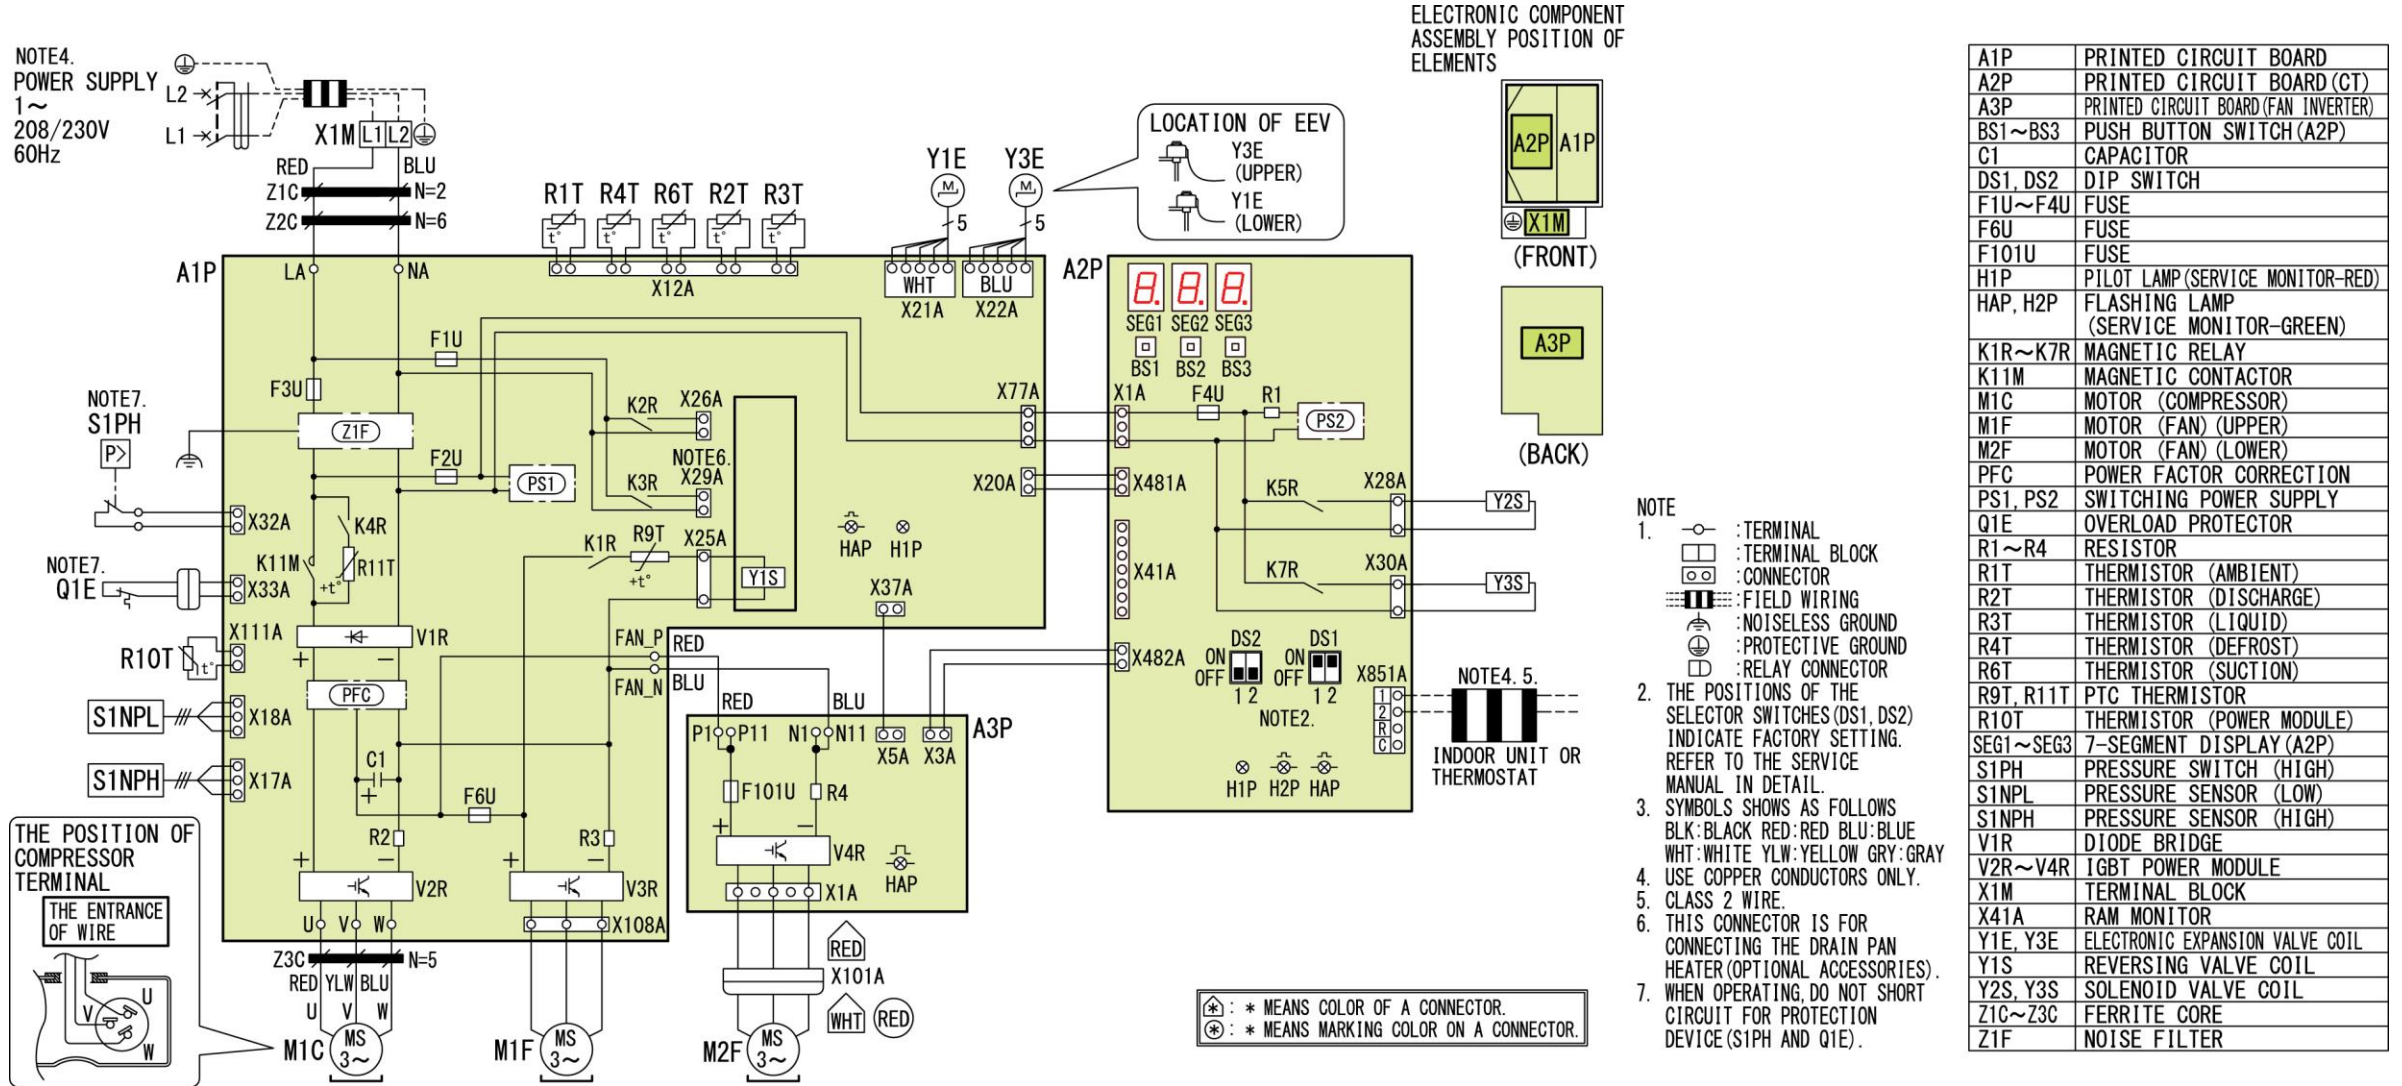 NOTE4.
POWER SUPPLY
1~
208/230V
60Hz
L2
L1
X1M L1 L2
RED BLU
Z1C N=2
Z2C N=6
A1P
LA NA
R1T R4T R6T R2T R3T
t° t° t° t° t°
X12A
Y1E Y3E
M M
5 5
WHT BLU
X21A X22A
LOCATION OF EEV
Y3E
(UPPER)
Y1E
(LOWER)
ELECTRONIC COMPONENT
ASSEMBLY POSITION OF
ELEMENTS
A2P A1P
X1M
(FRONT)
A3P
(BACK)
F1U
F3U
Z1F
F2U
PS1
K2R X26A
NOTE6.
K3R X29A
K1R R9T X25A
+t°
Y1S
HAP H1P
X77A
X20A
X37A
NOTE7.
S1PH
P>
X32A
NOTE7.
Q1E
X33A
K4R
K11M R11T
+t°
X111A
R10T t°
V1R
+ −
PFC
S1NPL X18A
S1NPH X17A
C1
+
F6U
R2
R3
+ −
V2R
+ −
V3R
U V W
X108A
Z3C N=5
RED YLW BLU
U V W
M1C MS 3~
M1F MS 3~
M2F MS 3~
THE POSITION OF
COMPRESSOR
TERMINAL
THE ENTRANCE
OF WIRE
U
V
W
FAN_P RED
FAN_N BLU
RED BLU
A3P
P1 P11 N1 N11 X5A X3A
F101U R4
+ −
V4R
HAP
X1A
RED
X101A
WHT RED
A2P
8. 8. 8.
SEG1 SEG2 SEG3
BS1 BS2 BS3
X1A F4U R1
PS2
X481A
K5R X28A Y2S
X41A
K7R X30A Y3S
X482A
DS2 DS1
ON ON
OFF OFF
1 2 1 2
NOTE2.
X851A
1
2
R
C
H1P H2P HAP
NOTE4. 5.
INDOOR UNIT OR
THERMOSTAT
✱ : * MEANS COLOR OF A CONNECTOR.
✱ : * MEANS MARKING COLOR ON A CONNECTOR.
NOTE
1. :TERMINAL
:TERMINAL BLOCK
:CONNECTOR
:FIELD WIRING
:NOISELESS GROUND
:PROTECTIVE GROUND
:RELAY CONNECTOR
2. THE POSITIONS OF THE
SELECTOR SWITCHES(DS1, DS2)
INDICATE FACTORY SETTING.
REFER TO THE SERVICE
MANUAL IN DETAIL.
3. SYMBOLS SHOWS AS FOLLOWS
BLK:BLACK RED:RED BLU:BLUE
WHT:WHITE YLW:YELLOW GRY:GRAY
4. USE COPPER CONDUCTORS ONLY.
5. CLASS 2 WIRE.
6. THIS CONNECTOR IS FOR
CONNECTING THE DRAIN PAN
HEATER(OPTIONAL ACCESSORIES).
7. WHEN OPERATING, DO NOT SHORT
CIRCUIT FOR PROTECTION
DEVICE(S1PH AND Q1E).
A1P PRINTED CIRCUIT BOARD
A2P PRINTED CIRCUIT BOARD(CT)
A3P PRINTED CIRCUIT BOARD(FAN INVERTER)
BS1~BS3 PUSH BUTTON SWITCH(A2P)
C1 CAPACITOR
DS1, DS2 DIP SWITCH
F1U~F4U FUSE
F6U FUSE
F101U FUSE
H1P PILOT LAMP(SERVICE MONITOR-RED)
HAP, H2P FLASHING LAMP
(SERVICE MONITOR-GREEN)
K1R~K7R MAGNETIC RELAY
K11M MAGNETIC CONTACTOR
M1C MOTOR (COMPRESSOR)
M1F MOTOR (FAN)(UPPER)
M2F MOTOR (FAN)(LOWER)
PFC POWER FACTOR CORRECTION
PS1, PS2 SWITCHING POWER SUPPLY
Q1E OVERLOAD PROTECTOR
R1~R4 RESISTOR
R1T THERMISTOR (AMBIENT)
R2T THERMISTOR (DISCHARGE)
R3T THERMISTOR (LIQUID)
R4T THERMISTOR (DEFROST)
R6T THERMISTOR (SUCTION)
R9T, R11T PTC THERMISTOR
R10T THERMISTOR (POWER MODULE)
SEG1~SEG3 7-SEGMENT DISPLAY(A2P)
S1PH PRESSURE SWITCH (HIGH)
S1NPL PRESSURE SENSOR (LOW)
S1NPH PRESSURE SENSOR (HIGH)
V1R DIODE BRIDGE
V2R~V4R IGBT POWER MODULE
X1M TERMINAL BLOCK
X41A RAM MONITOR
Y1E, Y3E ELECTRONIC EXPANSION VALVE COIL
Y1S REVERSING VALVE COIL
Y2S, Y3S SOLENOID VALVE COIL
Z1C~Z3C FERRITE CORE
Z1F NOISE FILTER